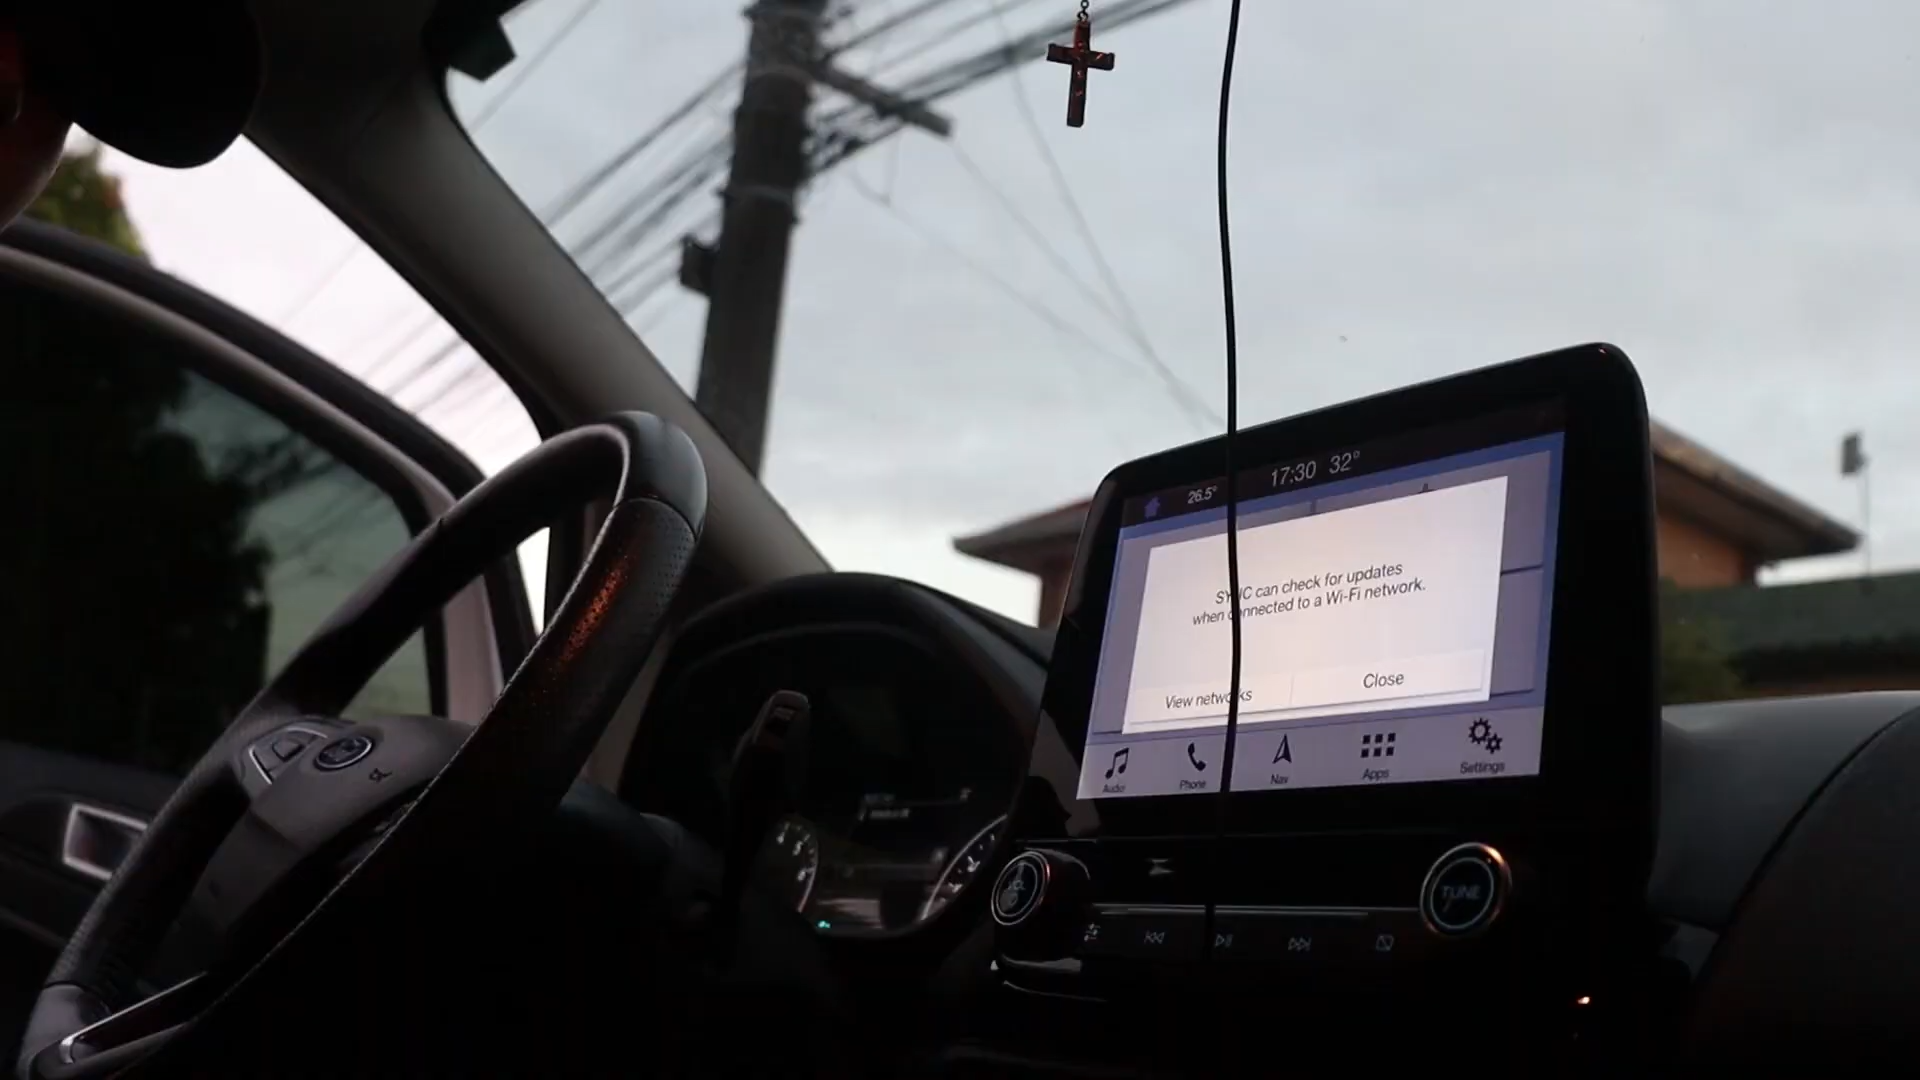 26.5° 17:30 32°
SYNC can check for updates
when connected to a Wi-Fi network.
View networks Close
Audio Phone Nav Apps Settings
VOL TUNE